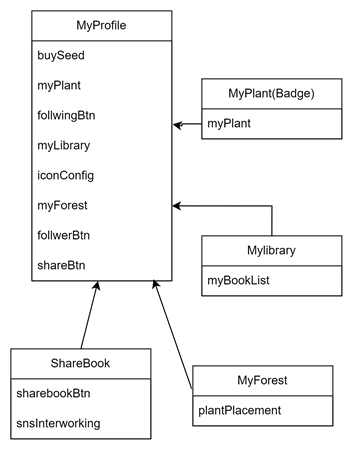 MyProfile
buySeed
myPlant
follwingBtn
myLibrary
iconConfig
myForest
follwerBtn
shareBtn
MyPlant(Badge)
myPlant
Mylibrary
myBookList
ShareBook
sharebookBtn
snsInterworking
MyForest
plantPlacement